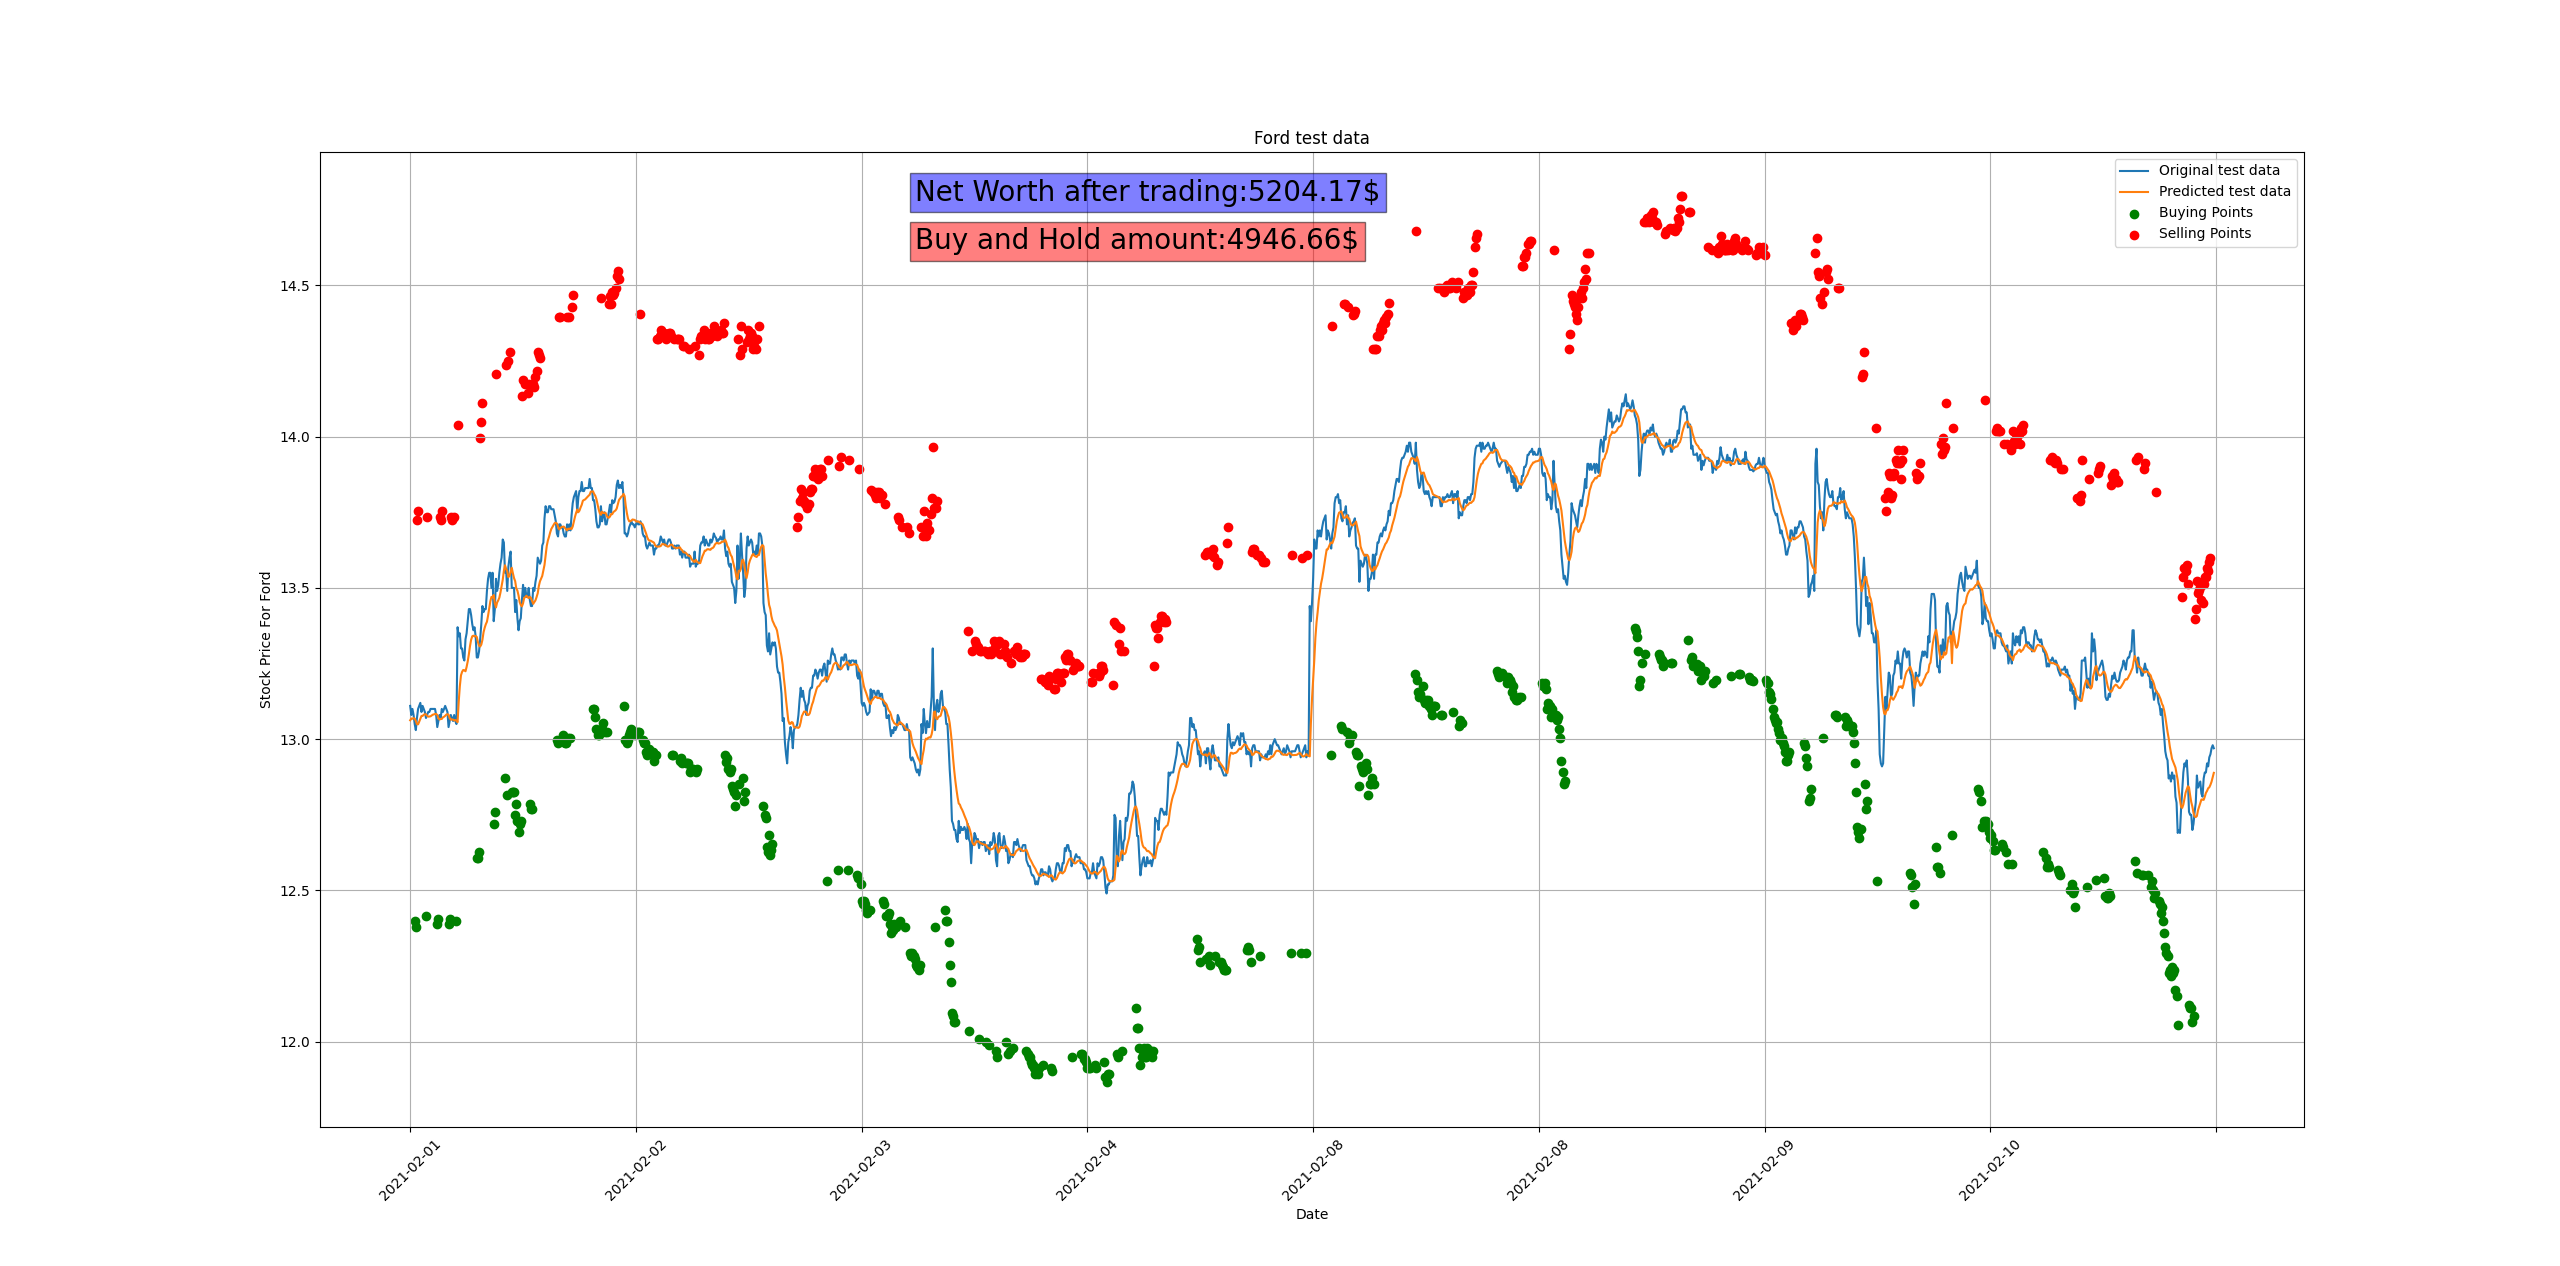 Ford test data
Net Worth after trading:5204.17$
Buy and Hold amount:4946.66$
Original test data
Predicted test data
Buying Points
Selling Points
Stock Price For Ford
14.5
14.0
13.5
13.0
12.5
12.0
2021-02-01
2021-02-02
2021-02-03
2021-02-04
2021-02-08
2021-02-08
2021-02-09
2021-02-10
Date